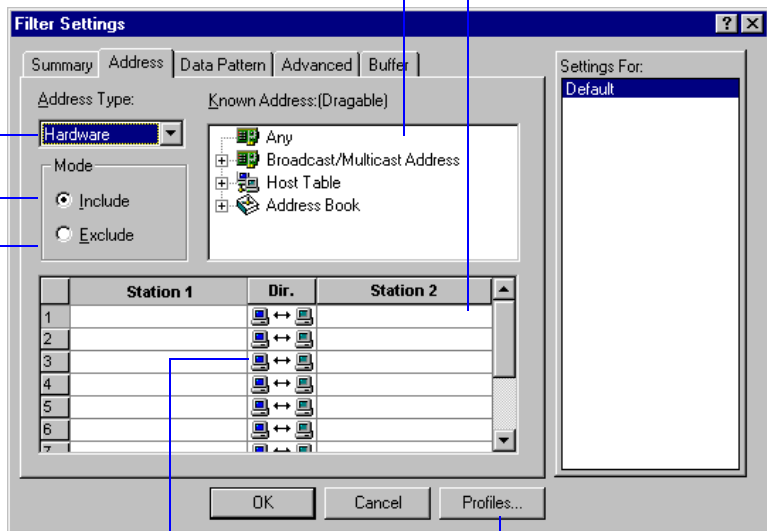 Filter Settings
Summary Address Data Pattern Advanced Buffer
Settings For:
Default
Address Type:
Known Address:(Dragable)
Hardware
Any
Broadcast/Multicast Address
Host Table
Address Book
Mode
Include
Exclude
Station 1 Dir. Station 2
1
2
3
4
5
6
7
OK Cancel Profiles...